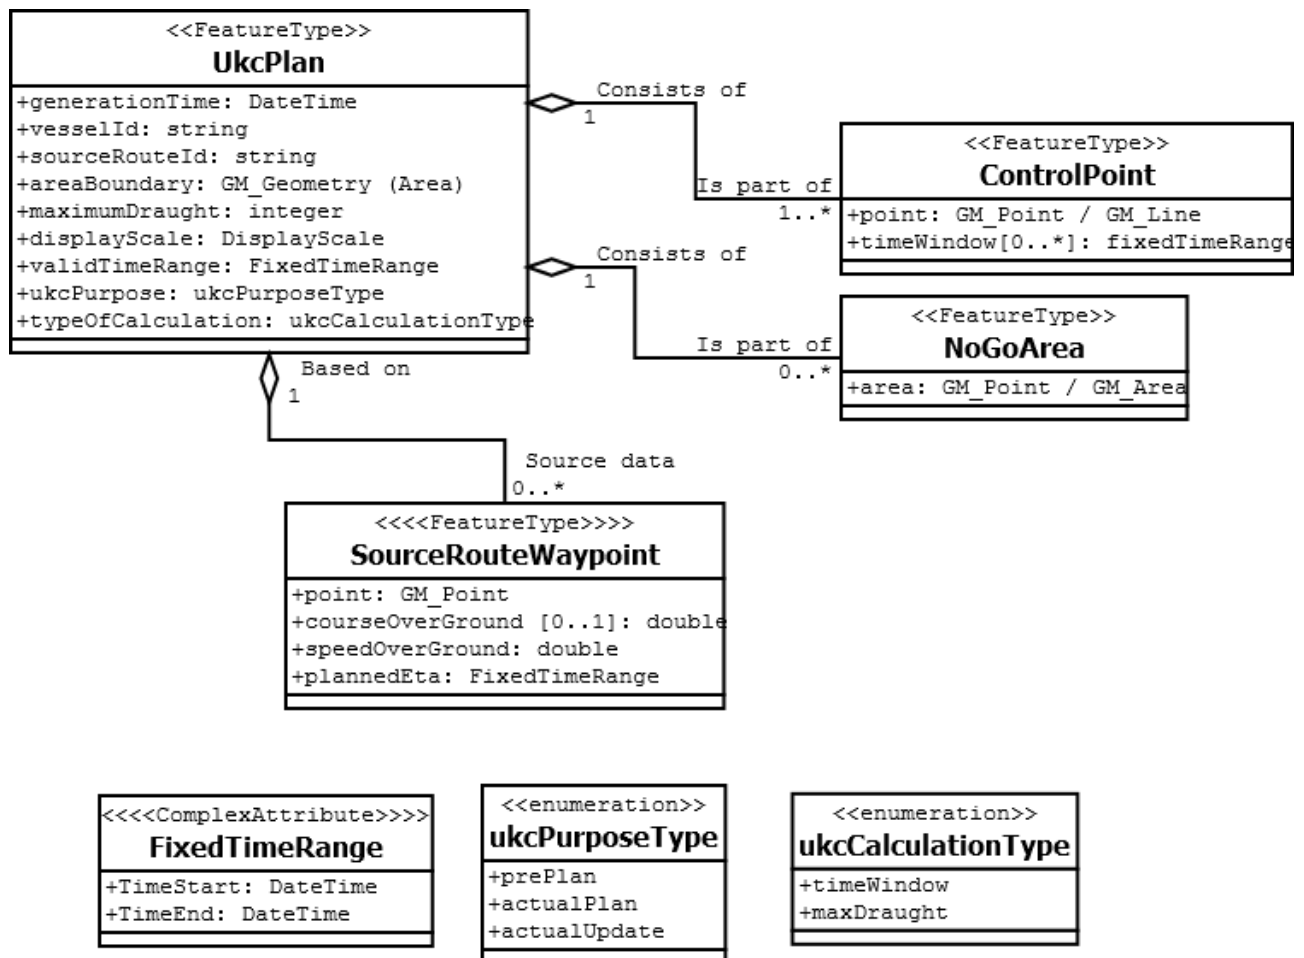 <<FeatureType>>
UkcPlan
+generationTime: DateTime
+vesselId: string
+sourceRouteId: string
+areaBoundary: GM_Geometry (Area)
+maximumDraught: integer
+displayScale: DisplayScale
+validTimeRange: FixedTimeRange
+ukcPurpose: ukcPurposeType
+typeOfCalculation: ukcCalculationType
Consists of
1
Is part of
1..*
<<FeatureType>>
ControlPoint
+point: GM_Point / GM_Line
+timeWindow[0..*]: fixedTimeRange
Consists of
1
Is part of
0..*
<<FeatureType>>
NoGoArea
+area: GM_Point / GM_Area
Based on
1
Source data
0..*
<<<<FeatureType>>>>
SourceRouteWaypoint
+point: GM_Point
+courseOverGround [0..1]: double
+speedOverGround: double
+plannedEta: FixedTimeRange
<<<<ComplexAttribute>>>>
FixedTimeRange
+TimeStart: DateTime
+TimeEnd: DateTime
<<enumeration>>
ukcPurposeType
+prePlan
+actualPlan
+actualUpdate
<<enumeration>>
ukcCalculationType
+timeWindow
+maxDraught